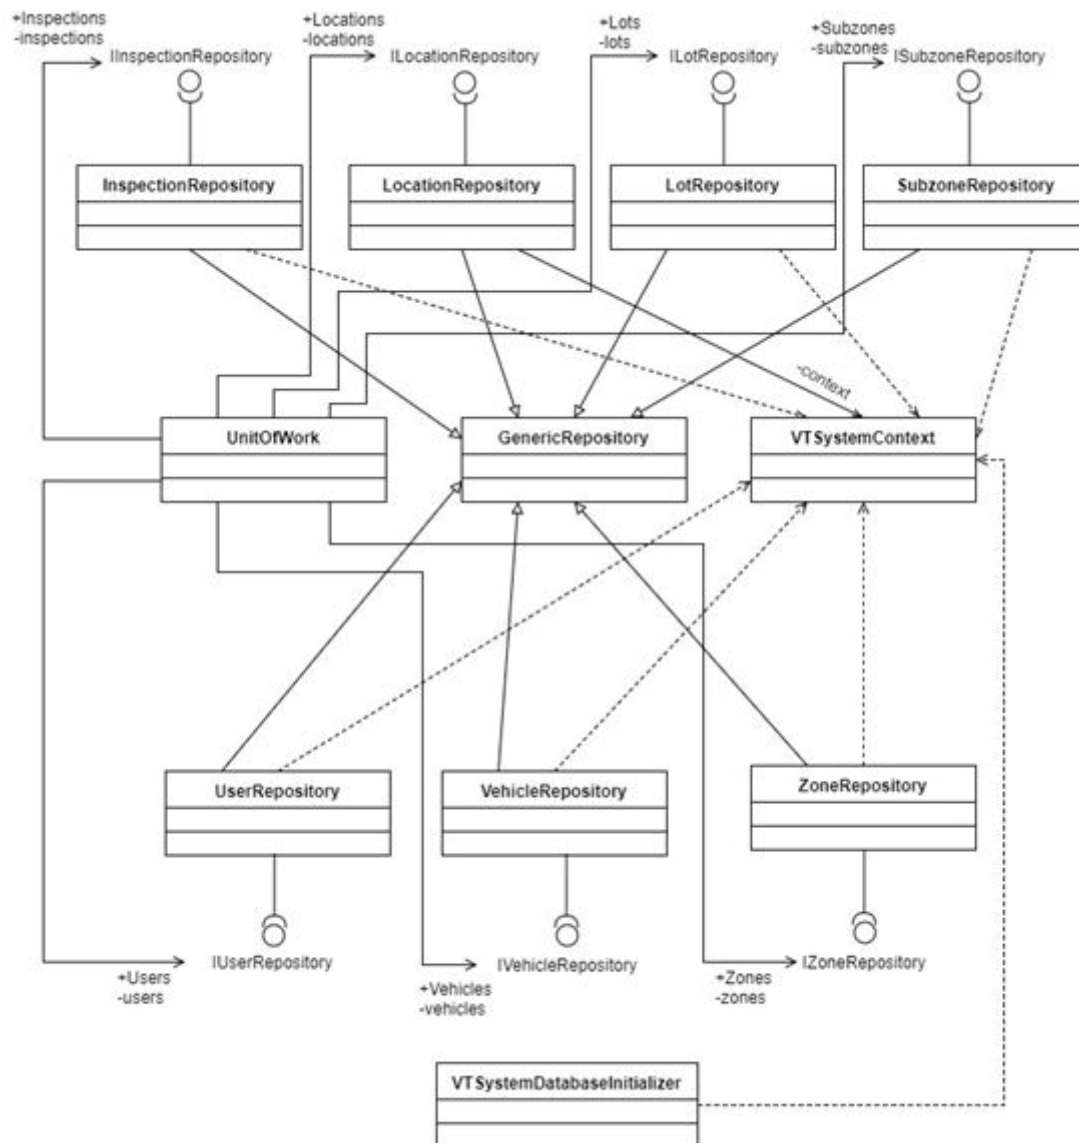 +Inspections
-inspections
+Locations
-locations
+Lots
-lots
+Subzones
-subzones
IInspectionRepository
ILocationRepository
ILotRepository
ISubzoneRepository
InspectionRepository
LocationRepository
LotRepository
SubzoneRepository
-context
UnitOfWork
GenericRepository
VTSystemContext
UserRepository
VehicleRepository
ZoneRepository
IUserRepository
IVehicleRepository
IZoneRepository
+Users
-users
+Vehicles
-vehicles
+Zones
-zones
VTSystemDatabaseInitializer